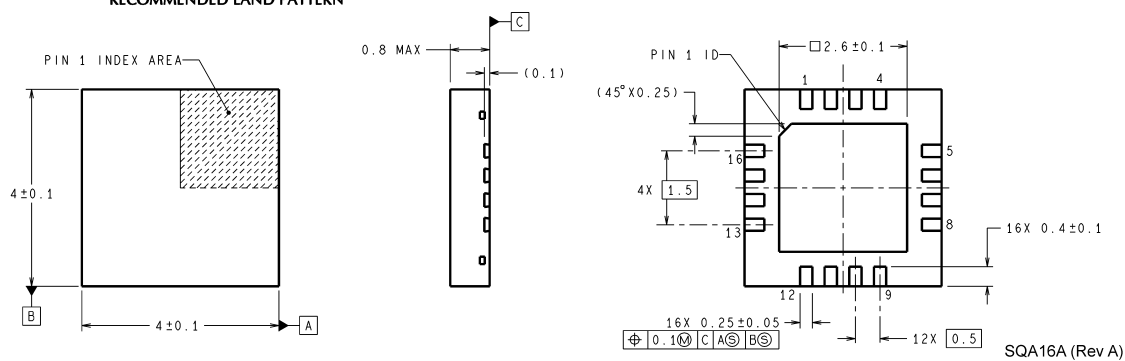 RECOMMENDED LAND PATTERN
PIN 1 INDEX AREA
4±0.1
B
4±0.1
A
0.8 MAX
C
(0.1)
PIN 1 ID
□2.6±0.1
(45°X0.25)
1
4
16
5
4X 1.5
13
8
16X 0.4±0.1
12
9
16X 0.25±0.05
⌖ 0.1Ⓜ C AⓈ BⓈ
12X 0.5
SQA16A (Rev A)